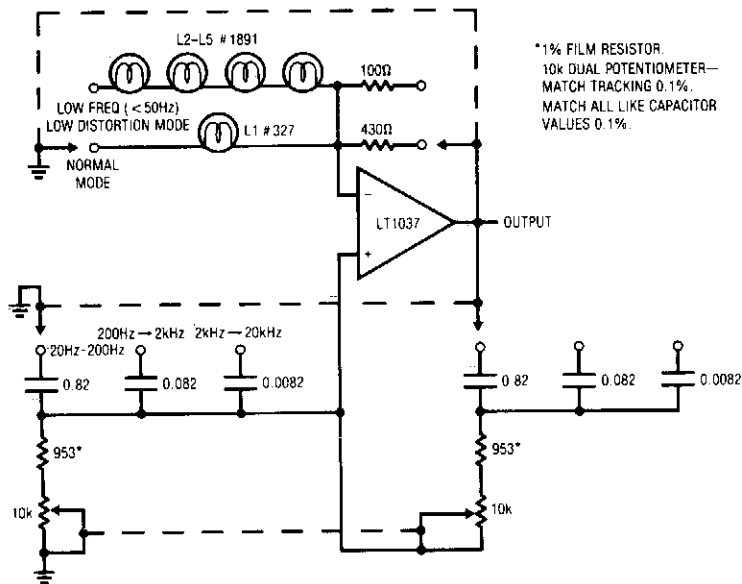 L2–L5 #1891
*1% FILM RESISTOR.
10k DUAL POTENTIOMETER—
MATCH TRACKING 0.1%.
MATCH ALL LIKE CAPACITOR
VALUES 0.1%.
100Ω
LOW FREQ (<50Hz)
LOW DISTORTION MODE
L1 #327
430Ω
NORMAL
MODE
−
LT1037
+
OUTPUT
20Hz–200Hz
200Hz→2kHz
2kHz→20kHz
0.82
0.082
0.0082
0.82
0.082
0.0082
953*
953*
10k
10k